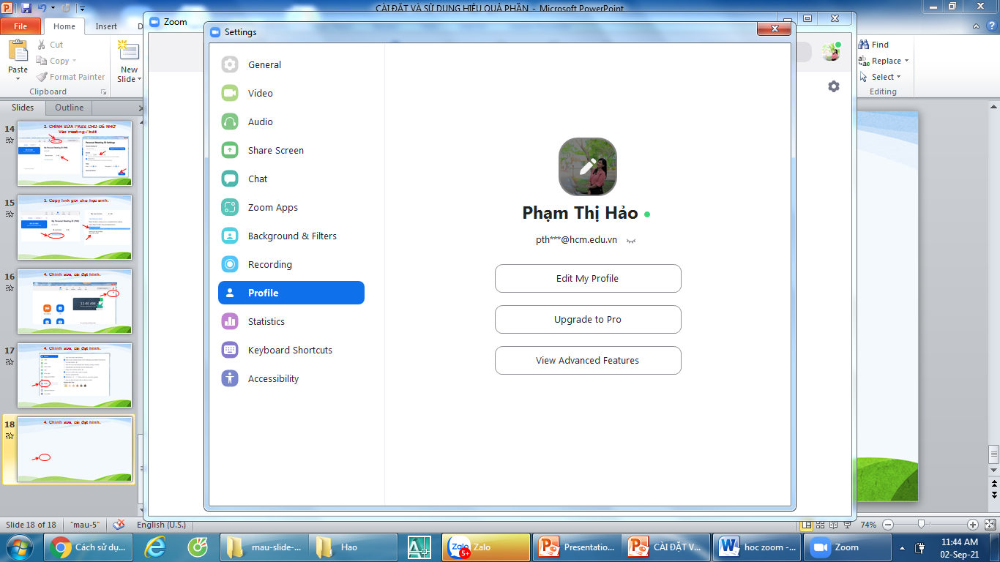 CÀI ĐẶT VÀ SỬ DỤNG HIỆU QUẢ PHẦN - Microsoft PowerPoint
File
Home
Insert
D
Paste
Cut
Copy
Format Painter
Clipboard
New
Slide
Find
Replace
Select
Editing
Zoom
Settings
General
Video
Audio
Share Screen
Chat
Zoom Apps
Background & Filters
Recording
Profile
Statistics
Keyboard Shortcuts
Accessibility
Phạm Thị Hảo
pth***@hcm.edu.vn
Edit My Profile
Upgrade to Pro
View Advanced Features
Slides
Outline
14
2. CHỈNH SỬA PASS CHO DỄ NHỚ
Vào meeting-/ Edit
15
3. Copy link gửi cho học sinh.
16
4. Chỉnh sửa, cài đặt hình.
17
4. Chỉnh sửa, cài đặt hình.
18
4. Chỉnh sửa, cài đặt hình.
Slide 18 of 18
"mau-5"
English (U.S.)
74%
Cách sử dụ...
mau-slide-...
Hao
Zalo
5+
Zalo
Presentatio...
CÀI ĐẶT V...
hoc zoom -...
Zoom
11:44 AM
02-Sep-21